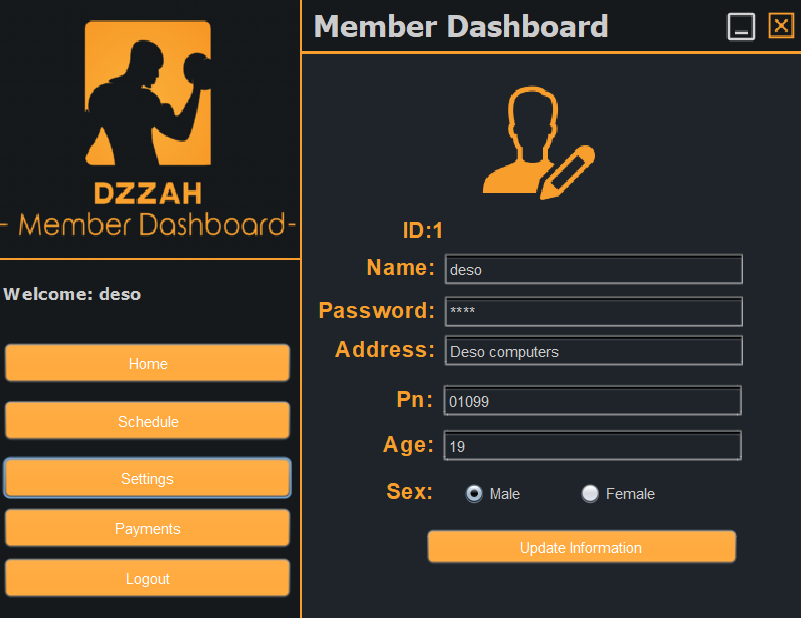 DZZAH
- Member Dashboard-
Welcome: deso
Home
Schedule
Settings
Payments
Logout
Member Dashboard
ID:1
Name: deso
Password: ****
Address: Deso computers
Pn: 01099
Age: 19
Sex: Male Female
Update Information